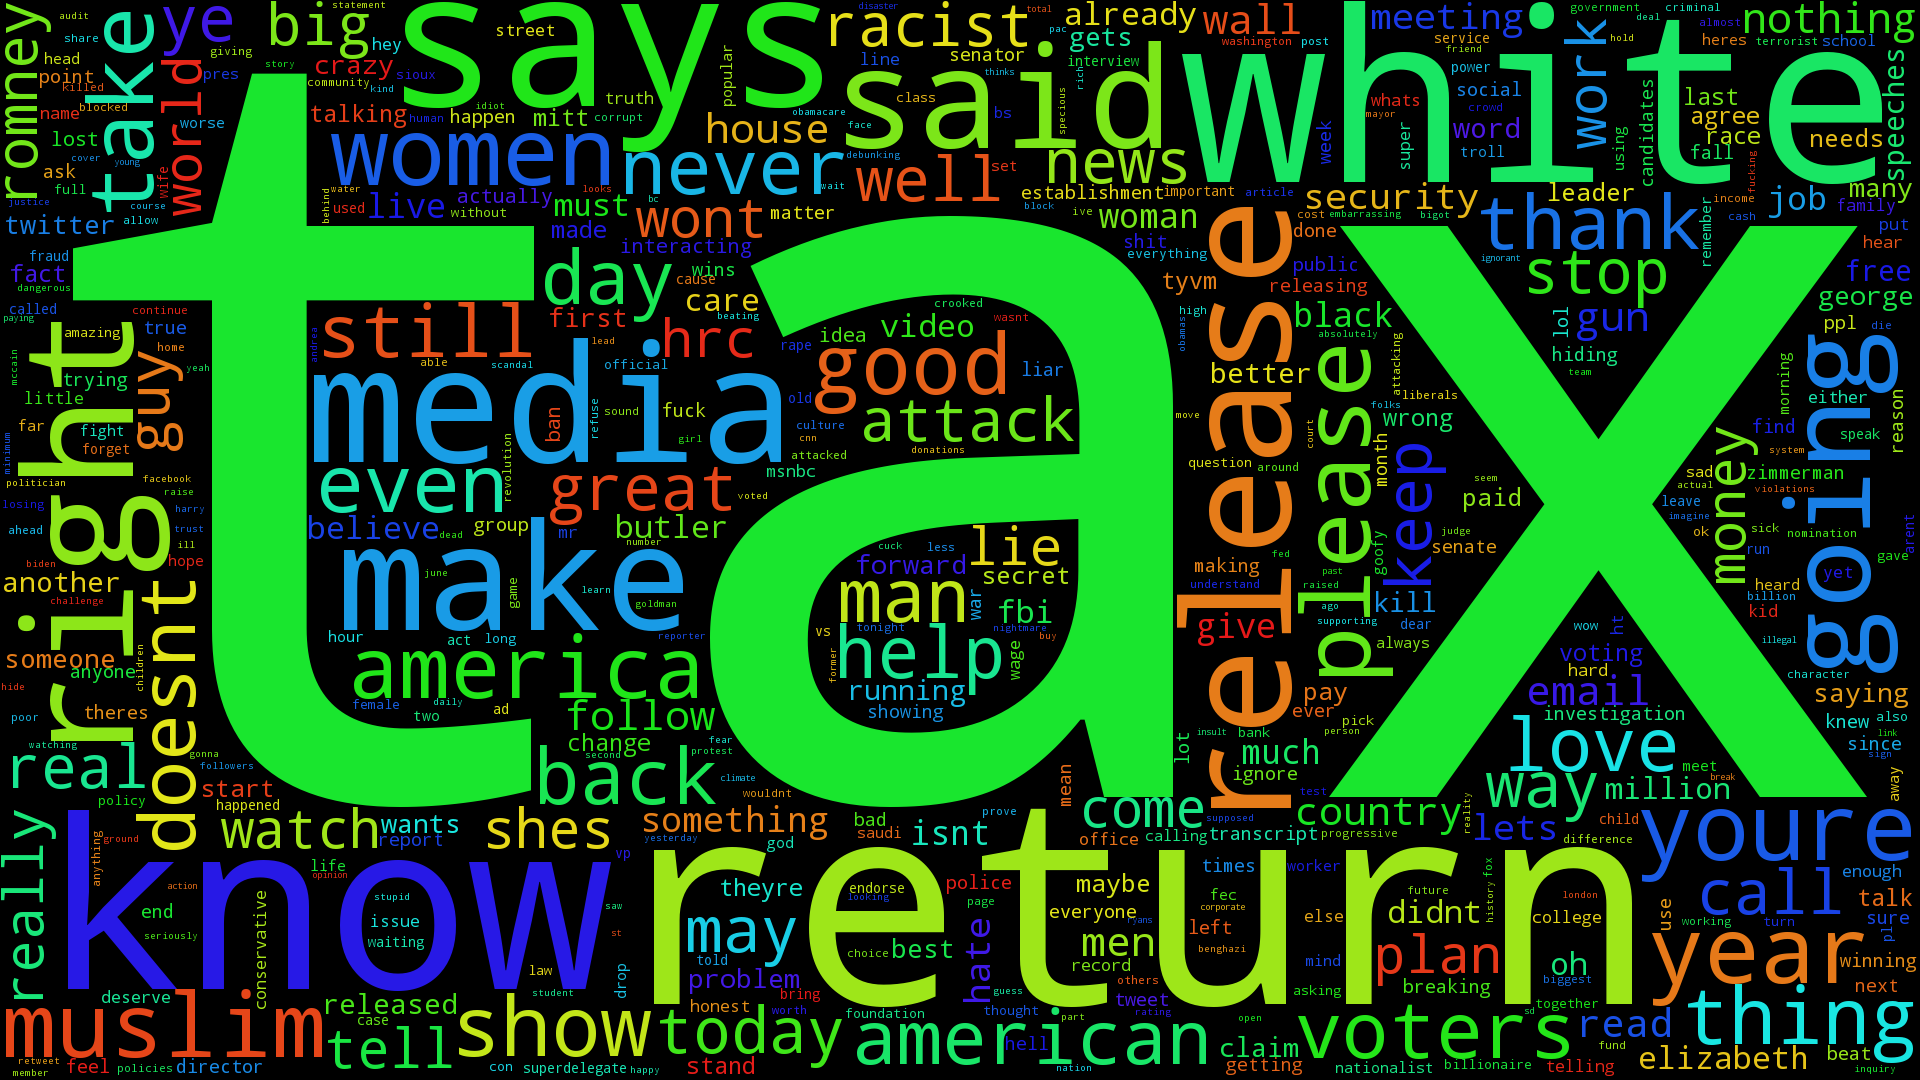 tax
says
white
said
know
return
media
make
right
release
going
women
never
racist
news
house
well
wont
big
ye
take
world
romney
crazy
talking
mitt
happen
truth
corrupt
popular
street
hey
sioux
community
kind
story
idiot
human
audit
statement
share
head
point
killed
name
blocked
lost
worse
pres
giving
cover
young
ask
full
justice
course
wife
allow
twitter
fraud
fact
dangerous
called
continue
paying
amazing
true
home
yeah
mccain
trying
little
far
fight
forget
guy
minimum
politician
facebook
raise
losing
harry
ahead
trust
ill
biden
hope
another
challenge
doesnt
someone
anyone
children
hide
poor
theres
watching
real
policy
gonna
followers
start
happened
really
anything
ground
watch
wants
report
shes
life
opinion
action
end
seriously
stupid
issue
waiting
conservative
law
student
saw
st
drop
vp
deserve
muslim
released
case
tell
show
retweet
member
feel
policies
director
con
superdelegate
happy
today
stand
honest
worth
bring
problem
told
may
theyre
god
saudi
bad
something
yesterday
isnt
prove
mean
come
office
calling
transcript
supposed
progressive
country
test
reality
lets
way
million
love
investigation
email
voting
hard
wow
ht
illegal
character
saying
knew
also
link
since
sign
meet
break
away
child
difference
youre
enough
call
talk
sure
working
turn
use
college
london
didnt
future
history
fox
plan
year
winning
pls
next
oh
biggest
breaking
together
sd
thing
voters
read
fund
elizabeth
beat
inquiry
telling
billionaire
nationalist
claim
getting
open
american
nation
part
hell
thought
guess
foundation
hate
tweet
rating
others
record
men
everyone
maybe
page
police
endorse
looking
choice
best
times
worker
fec
corporate
left
benghazi
else
mind
asking
back
second
protest
climate
fear
wouldnt
change
follow
america
female
two
daily
ad
hour
act
long
reporter
june
game
learn
goldman
believe
dead
group
mr
number
butler
great
voted
even
revolution
still
able
scandal
andrea
lead
official
hrc
first
day
made
interacting
wins
cause
care
beating
must
matter
without
actually
live
used
behind
water
looks
bc
wait
debunking
face
obamacare
class
line
senator
bs
disaster
thinks
already
gets
interview
pac
total
rich
specious
set
establishment
important
article
block
ive
woman
shit
everything
tyvm
high
obamas
cost
done
embarrassing
bigot
security
public
releasing
black
absolutely
better
attacking
liberals
please
folks
wrong
month
keep
court
question
around
move
making
fed
understand
past
raised
ago
goofy
supporting
give
kill
dear
always
pay
ever
pick
person
insult
bank
much
ignore
lot
wall
washington
post
meeting
service
friend
power
social
whats
mayor
crowd
super
week
word
troll
work
using
candidates
government
deal
hold
criminal
almost
terrorist
heres
school
nothing
last
agree
race
fall
needs
speeches
fucking
leader
income
cash
job
many
family
put
hear
free
george
thank
remember
ignorant
stop
gun
lol
hiding
team
ppl
die
morning
either
find
speak
reason
system
zimmerman
sad
actual
violations
money
leave
imagine
sick
nomination
ok
run
arent
gave
yet
heard
billion
kid
paid
seem
judge
senate
good
idea
video
crooked
wasnt
liar
rape
old
culture
cnn
attack
attacked
donations
msnbc
ban
refuse
sound
fuck
girl
cuck
less
lie
forward
secret
man
fbi
war
tonight
nightmare
vs
former
help
wage
buy
running
showing